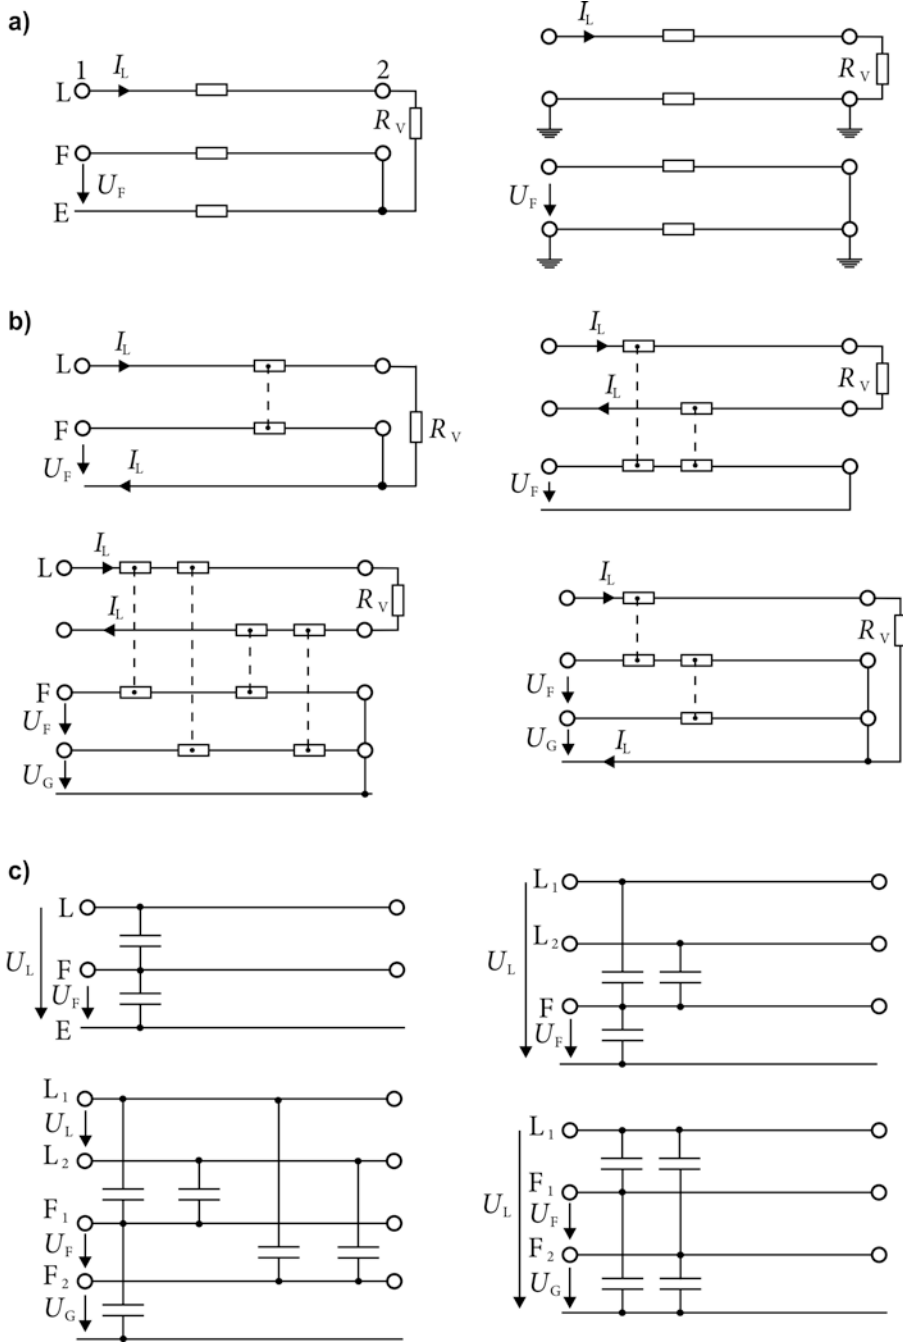 a)
1 I_L 2
L
R_V
F
U_F
E
I_L
R_V
U_F
b)
I_L
L
F
R_V
U_F I_L
I_L
I_L
R_V
U_F
I_L
L
I_L
R_V
F
U_F
U_G
I_L
R_V
U_F
U_G I_L
c)
L
U_L
F
U_F
E
L_1
L_2
U_L
F
U_F
L_1
U_L
L_2
F_1
U_F
F_2
U_G
L_1
F_1
U_L
U_F
F_2
U_G